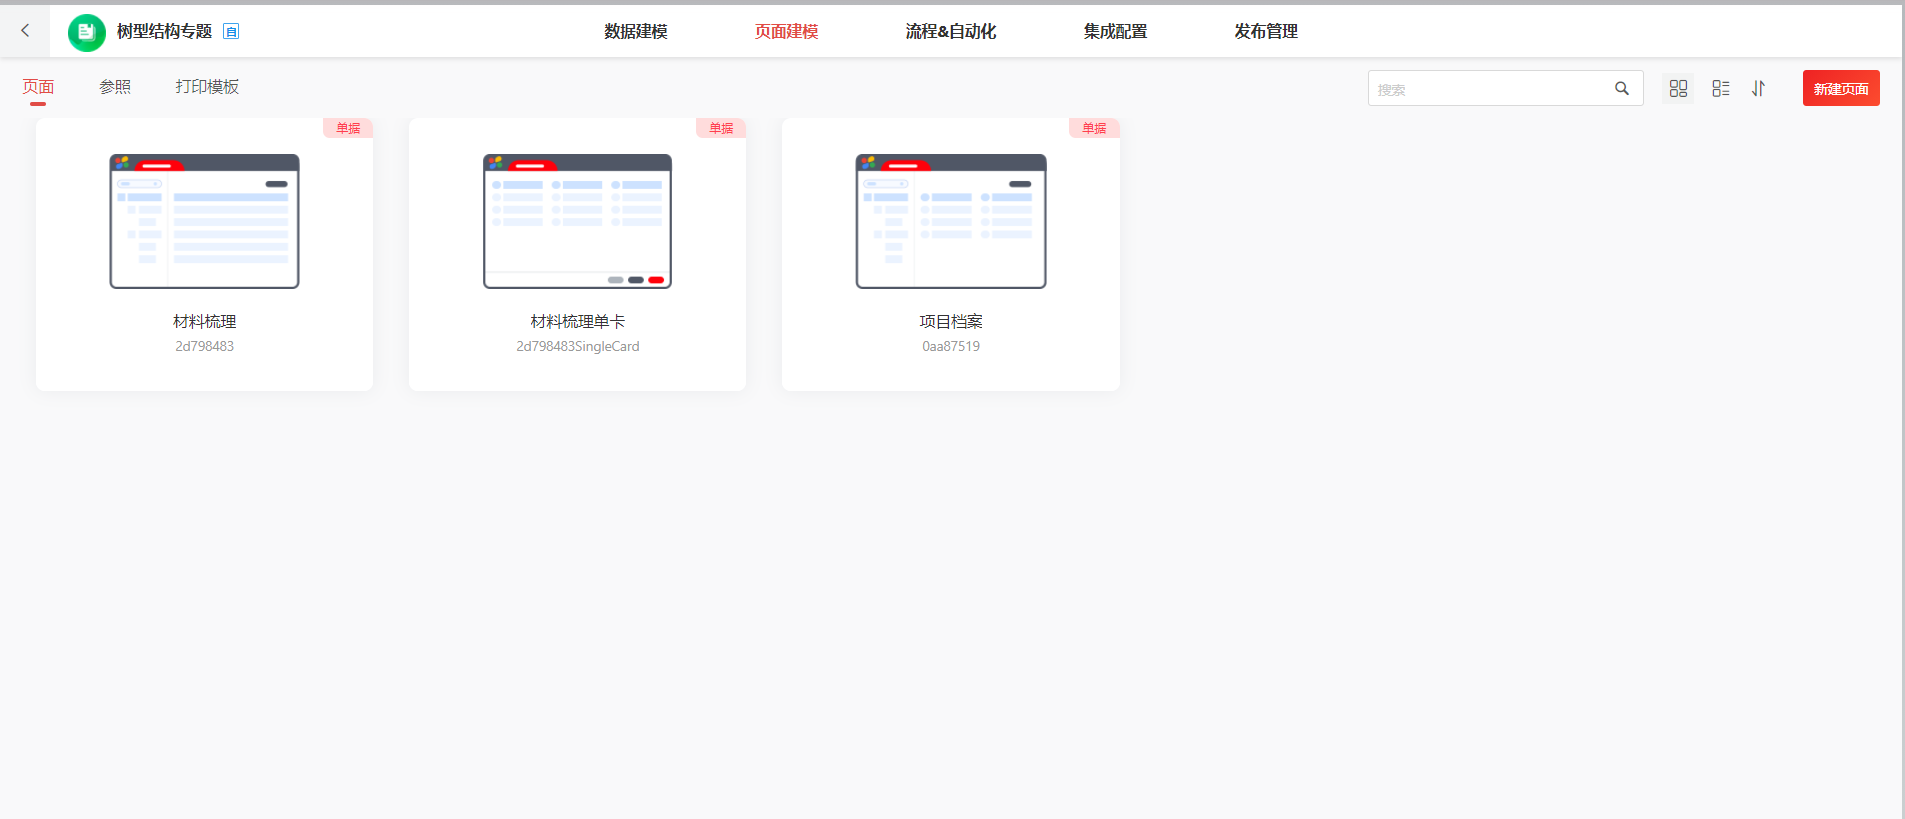 树型结构专题 自
数据建模 页面建模 流程&自动化 集成配置 发布管理
页面 参照 打印模板
搜索
新建页面
单据
材料梳理
2d798483
单据
材料梳理单卡
2d798483SingleCard
单据
项目档案
0aa87519